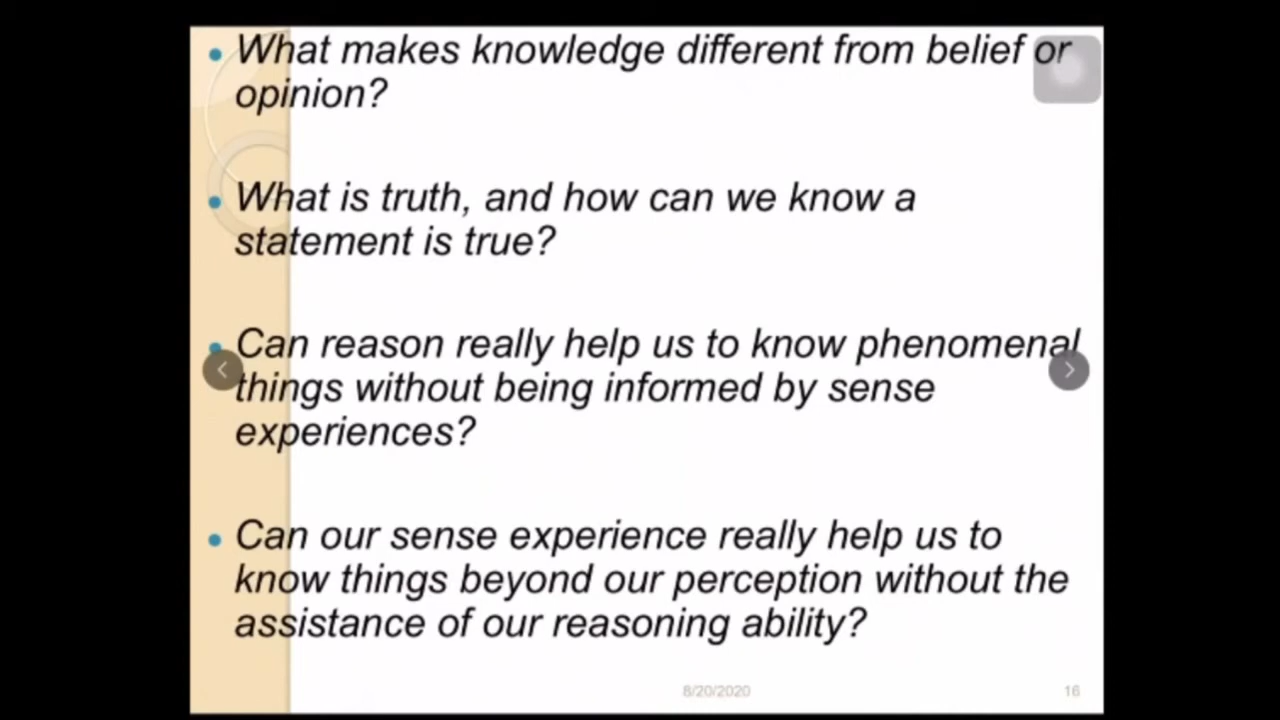 What makes knowledge different from belief or
opinion?
What is truth, and how can we know a
statement is true?
Can reason really help us to know phenomenal
things without being informed by sense
experiences?
Can our sense experience really help us to
know things beyond our perception without the
assistance of our reasoning ability?
8/20/2020
16